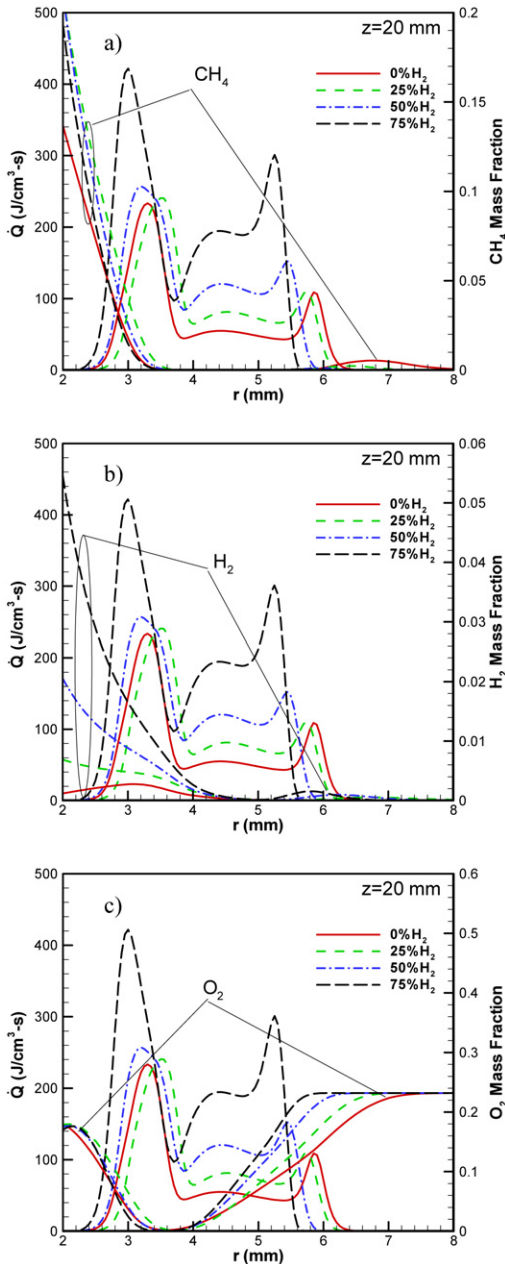 a)
z=20 mm
CH₄
0%H₂
25%H₂
50%H₂
75%H₂
500
400
300
200
100
0
Q̇ (J/cm³-s)
0.2
0.15
0.1
0.05
0
CH₄ Mass Fraction
2 3 4 5 6 7 8
r (mm)
b)
z=20 mm
H₂
0%H₂
25%H₂
50%H₂
75%H₂
500
400
300
200
100
0
Q̇ (J/cm³-s)
0.06
0.05
0.04
0.03
0.02
0.01
0
H₂ Mass Fraction
2 3 4 5 6 7 8
r (mm)
c)
z=20 mm
O₂
0%H₂
25%H₂
50%H₂
75%H₂
500
400
300
200
100
0
Q̇ (J/cm³-s)
0.6
0.5
0.4
0.3
0.2
0.1
0
O₂ Mass Fraction
2 3 4 5 6 7 8
r (mm)